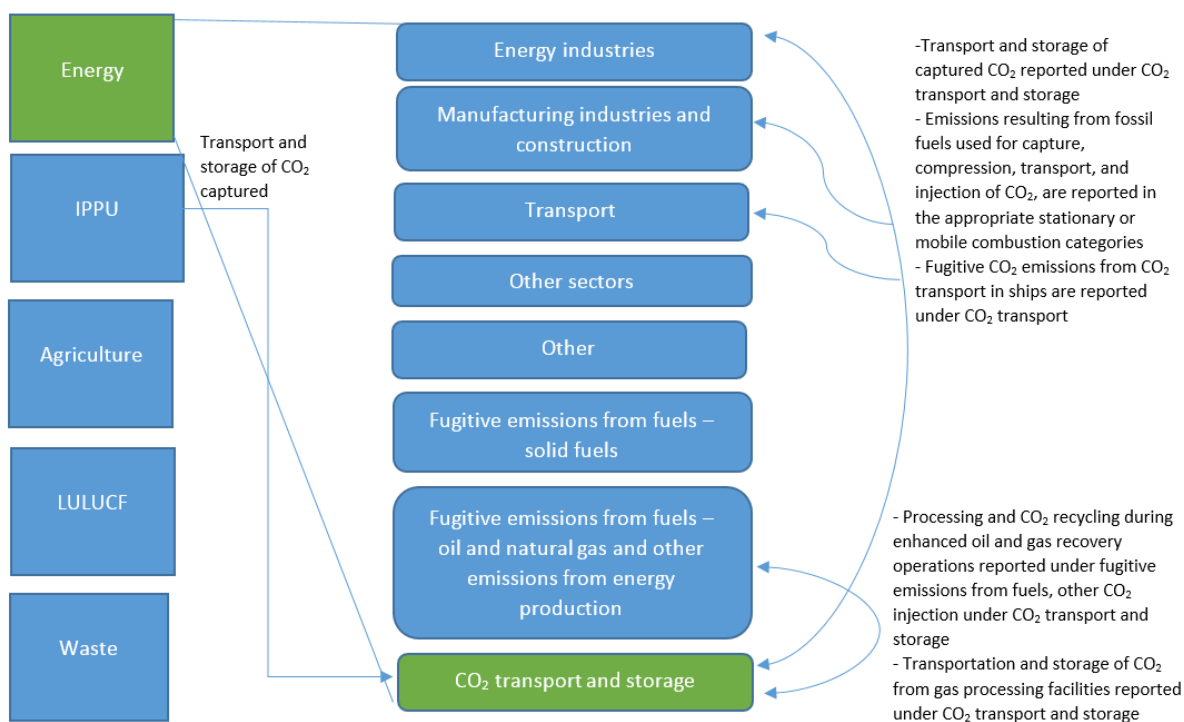 Energy
IPPU
Agriculture
LULUCF
Waste
Transport and
storage of CO₂
captured
Energy industries
Manufacturing industries and
construction
Transport
Other sectors
Other
Fugitive emissions from fuels –
solid fuels
Fugitive emissions from fuels –
oil and natural gas and other
emissions from energy
production
CO₂ transport and storage
-Transport and storage of
captured CO₂ reported under CO₂
transport and storage
- Emissions resulting from fossil
fuels used for capture,
compression, transport, and
injection of CO₂, are reported in
the appropriate stationary or
mobile combustion categories
- Fugitive CO₂ emissions from CO₂
transport in ships are reported
under CO₂ transport
- Processing and CO₂ recycling during
enhanced oil and gas recovery
operations reported under fugitive
emissions from fuels, other CO₂
injection under CO₂ transport and
storage
- Transportation and storage of CO₂
from gas processing facilities reported
under CO₂ transport and storage